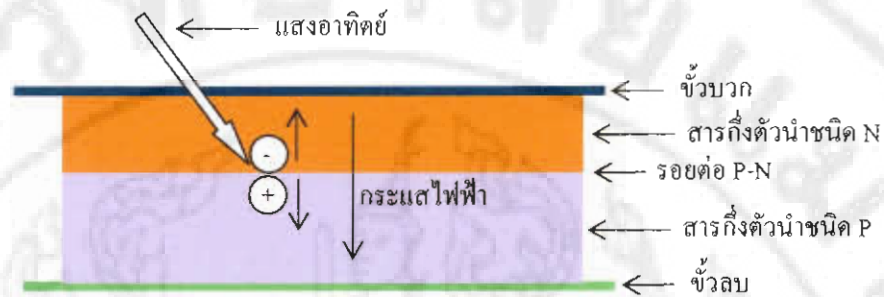 แสงอาทิตย์
ขั้วบวก
สารกึ่งตัวนำชนิด N
-
รอยต่อ P-N
+
กระแสไฟฟ้า
สารกึ่งตัวนำชนิด P
ขั้วลบ